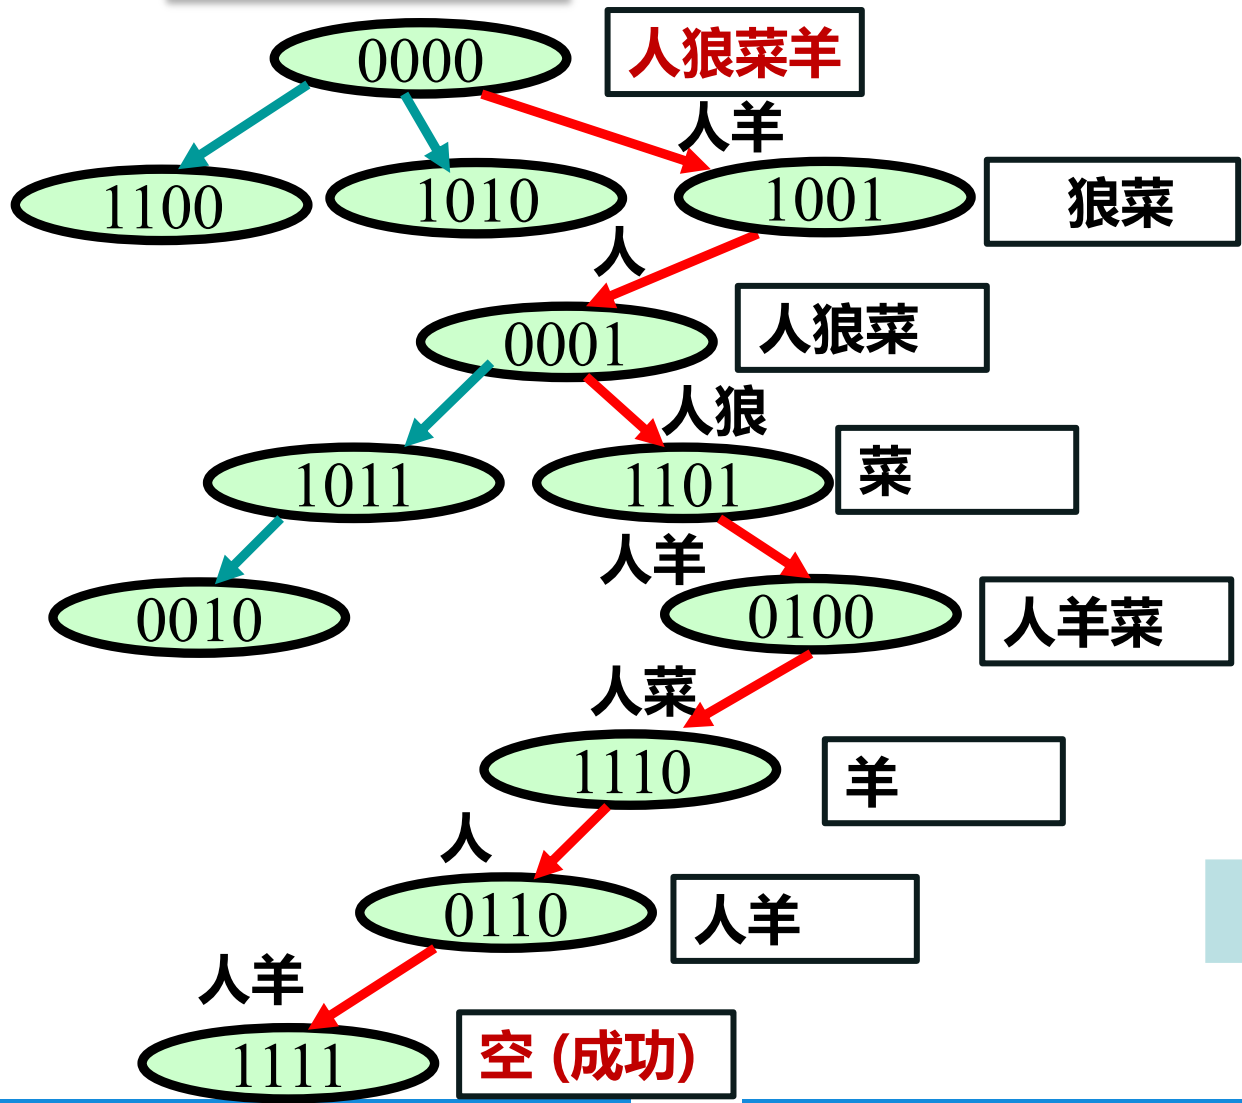 0000
人狼菜羊
人羊
1100
1010
1001
狼菜
人
0001
人狼菜
人狼
1011
1101
菜
人羊
0010
0100
人羊菜
人菜
1110
羊
人
0110
人羊
人羊
1111
空 (成功)